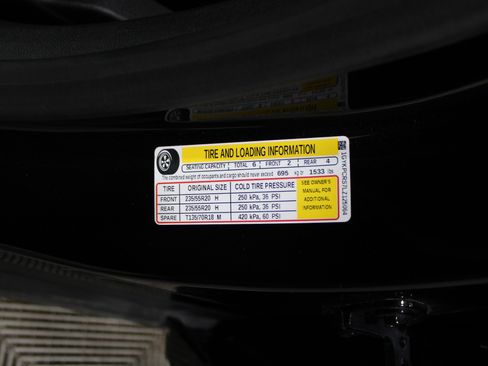 TIRE AND LOADING INFORMATION
SEATING CAPACITY TOTAL 6 FRONT 2 REAR 4
The combined weight of occupants and cargo should never exceed 695 kg or 1533 lbs
TIRE ORIGINAL SIZE COLD TIRE PRESSURE
FRONT 235/55R20 H 250 kPa, 36 PSI
REAR 235/55R20 H 250 kPa, 36 PSI
SPARE T135/70R18 M 420 kPa, 60 PSI
SEE OWNER'S
MANUAL FOR
ADDITIONAL
INFORMATION